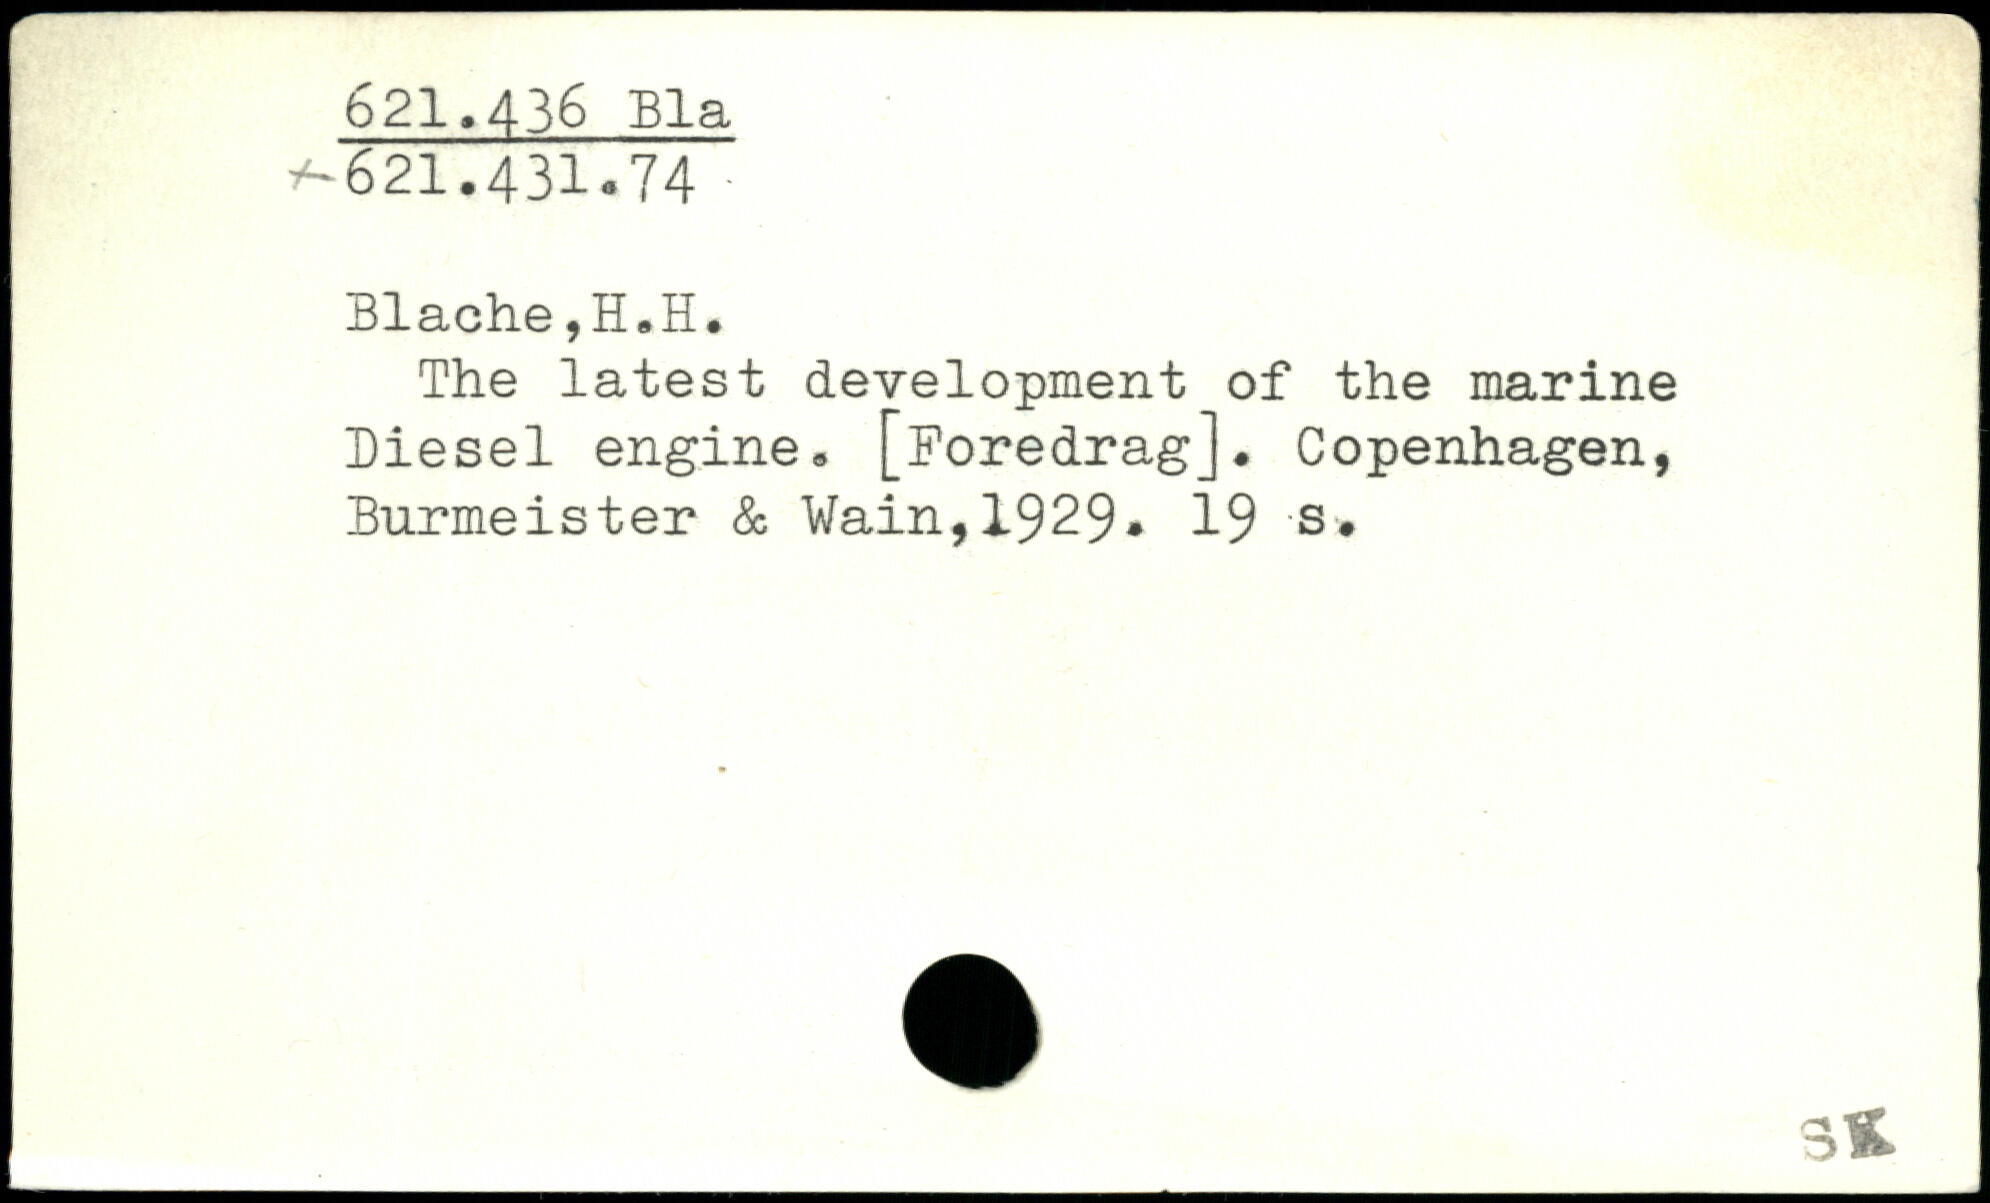 621.436 Bla
+621.431.74
Blache,H.H.
The latest development of the marine
Diesel engine. [Foredrag]. Copenhagen,
Burmeister & Wain,1929. 19 s.
SK